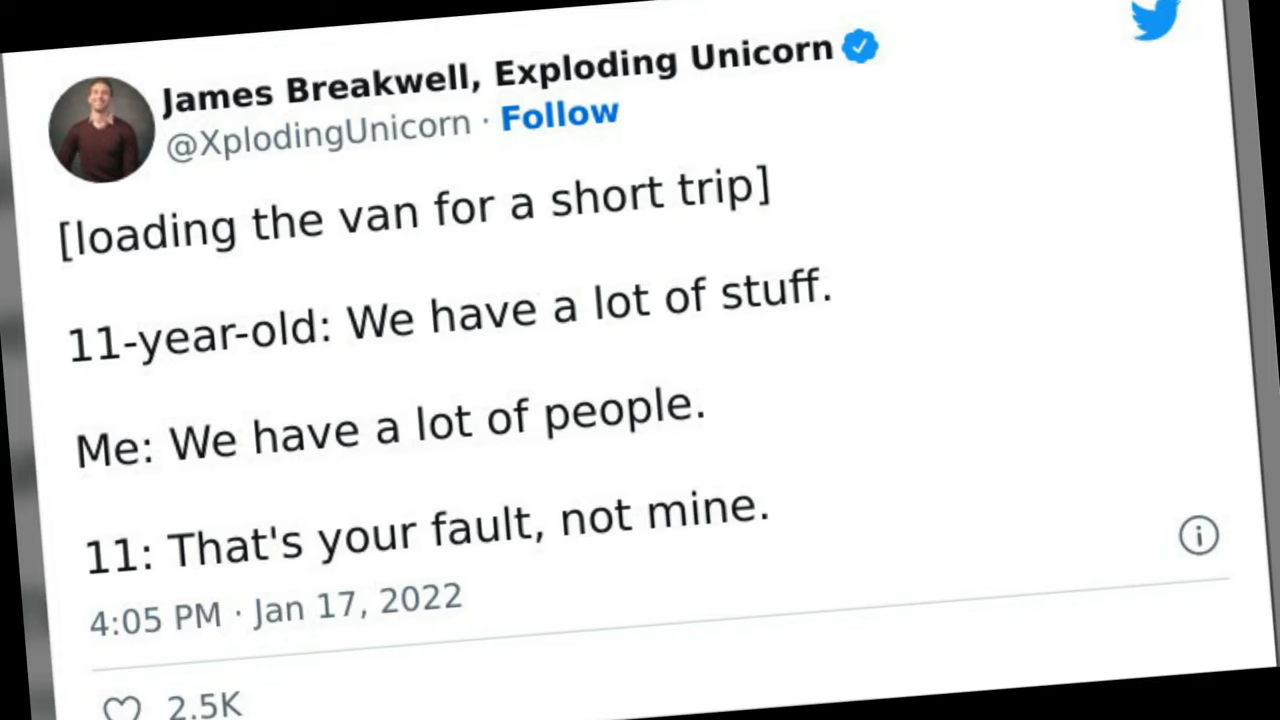 James Breakwell, Exploding Unicorn
@XplodingUnicorn · Follow
[loading the van for a short trip]
11-year-old: We have a lot of stuff.
Me: We have a lot of people.
11: That's your fault, not mine.
4:05 PM · Jan 17, 2022
2.5K